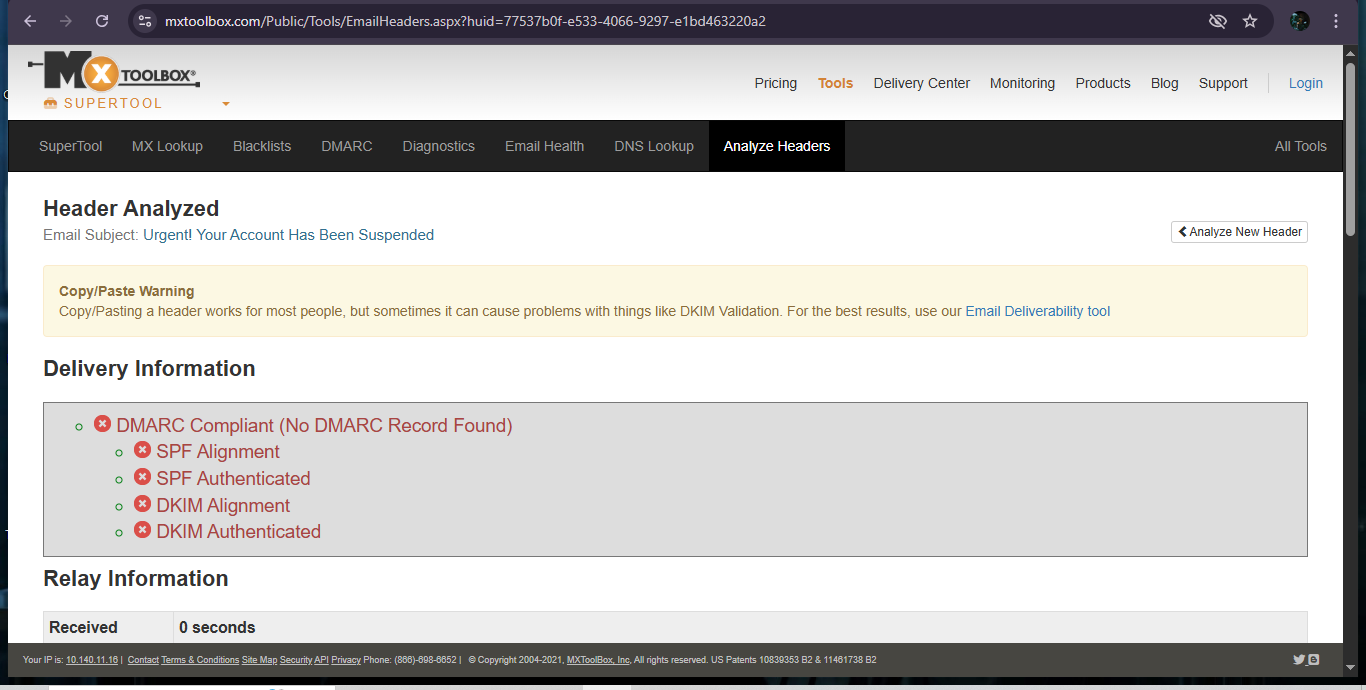 mxtoolbox.com/Public/Tools/EmailHeaders.aspx?huid=77537b0f-e533-4066-9297-e1bd463220a2
MX TOOLBOX®
SUPERTOOL
Pricing Tools Delivery Center Monitoring Products Blog Support Login
SuperTool MX Lookup Blacklists DMARC Diagnostics Email Health DNS Lookup Analyze Headers All Tools
Header Analyzed
Email Subject: Urgent! Your Account Has Been Suspended
Analyze New Header
Copy/Paste Warning
Copy/Pasting a header works for most people, but sometimes it can cause problems with things like DKIM Validation. For the best results, use our Email Deliverability tool
Delivery Information
DMARC Compliant (No DMARC Record Found)
SPF Alignment
SPF Authenticated
DKIM Alignment
DKIM Authenticated
Relay Information
Received 0 seconds
Your IP is: 10.140.11.16 | Contact Terms & Conditions Site Map Security API Privacy Phone: (866)-698-6652 | © Copyright 2004-2021, MXToolBox, Inc, All rights reserved. US Patents 10839353 B2 & 11461738 B2